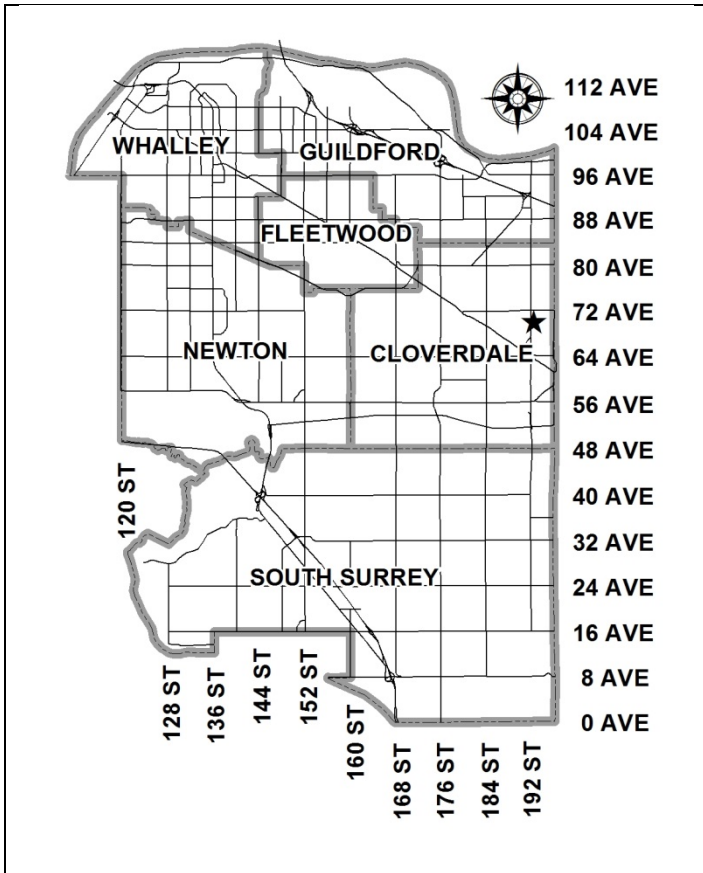 112 AVE
104 AVE
WHALLEY
GUILDFORD
96 AVE
88 AVE
FLEETWOOD
80 AVE
72 AVE
NEWTON
CLOVERDALE
64 AVE
56 AVE
48 AVE
120 ST
40 AVE
32 AVE
SOUTH SURREY
24 AVE
16 AVE
8 AVE
0 AVE
128 ST
136 ST
144 ST
152 ST
160 ST
168 ST
176 ST
184 ST
192 ST